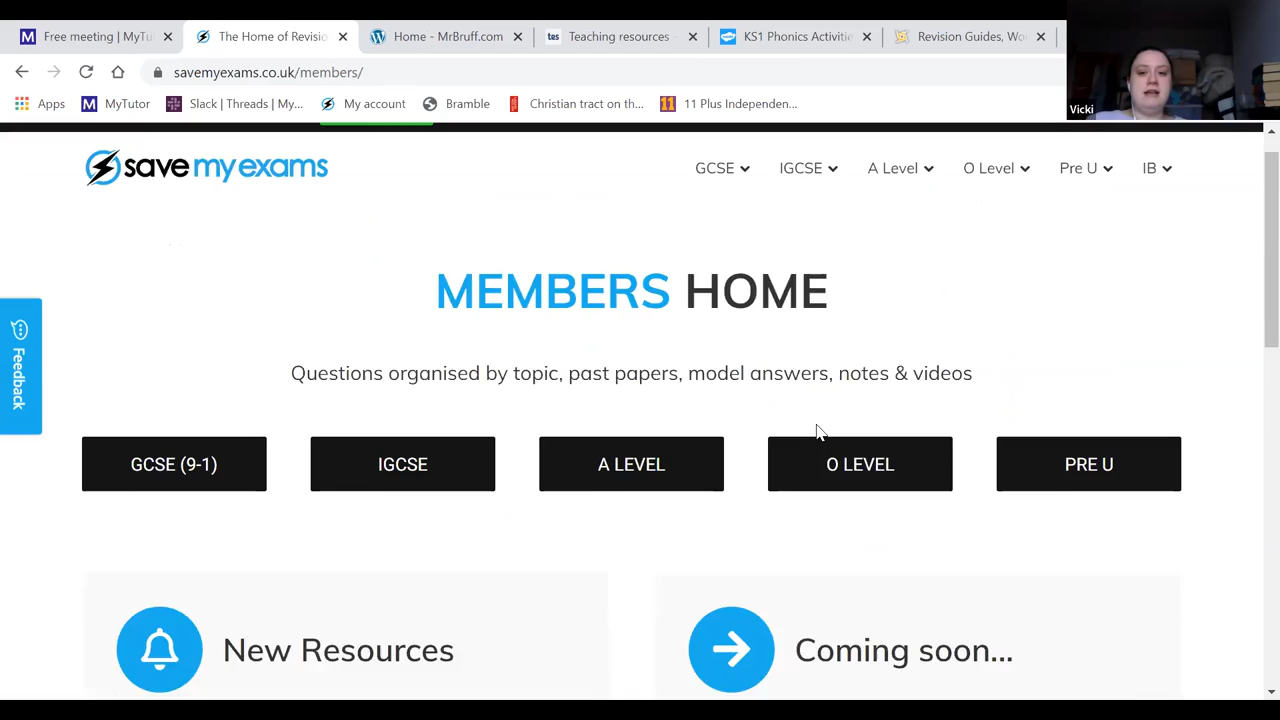 Free meeting | MyTu
The Home of Revisio
Home - MrBruff.com
tes Teaching resources -
KS1 Phonics Activitie
Revision Guides, Wo
savemyexams.co.uk/members/
Apps
MyTutor
Slack | Threads | My...
My account
Bramble
Christian tract on th...
11 11 Plus Independen...
Vicki
save my exams
GCSE
IGCSE
A Level
O Level
Pre U
IB
MEMBERS HOME
Questions organised by topic, past papers, model answers, notes & videos
Feedback
GCSE (9-1)
IGCSE
A LEVEL
O LEVEL
PRE U
New Resources
Coming soon...